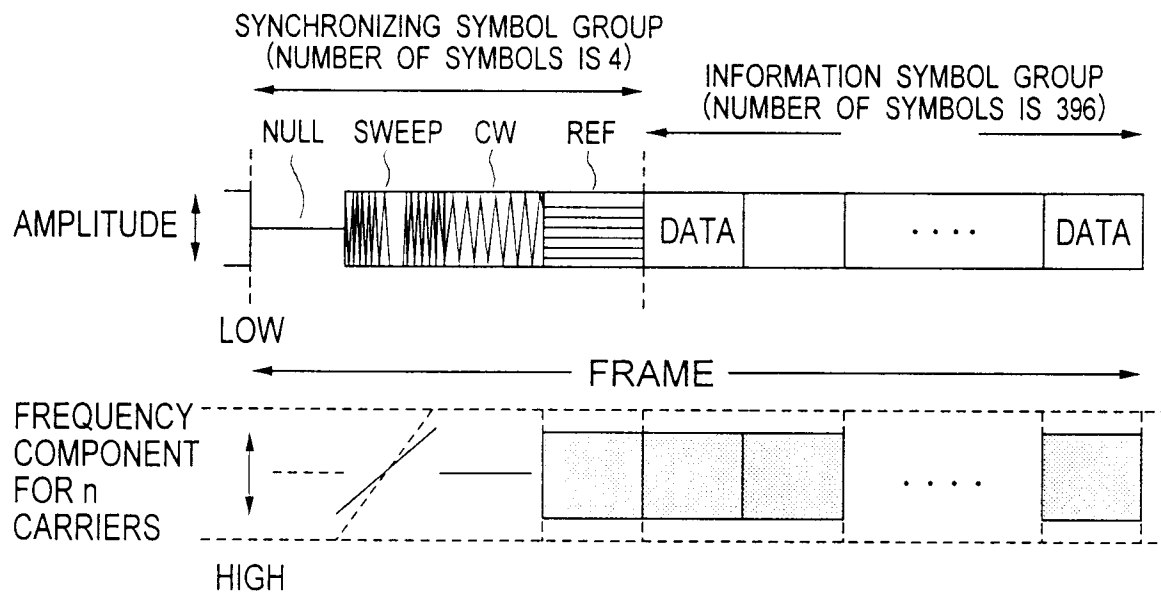 SYNCHRONIZING SYMBOL GROUP
(NUMBER OF SYMBOLS IS 4)
INFORMATION SYMBOL GROUP
(NUMBER OF SYMBOLS IS 396)
NULL SWEEP CW REF
AMPLITUDE
DATA .... DATA
LOW
FRAME
FREQUENCY
COMPONENT
FOR n
CARRIERS
....
HIGH